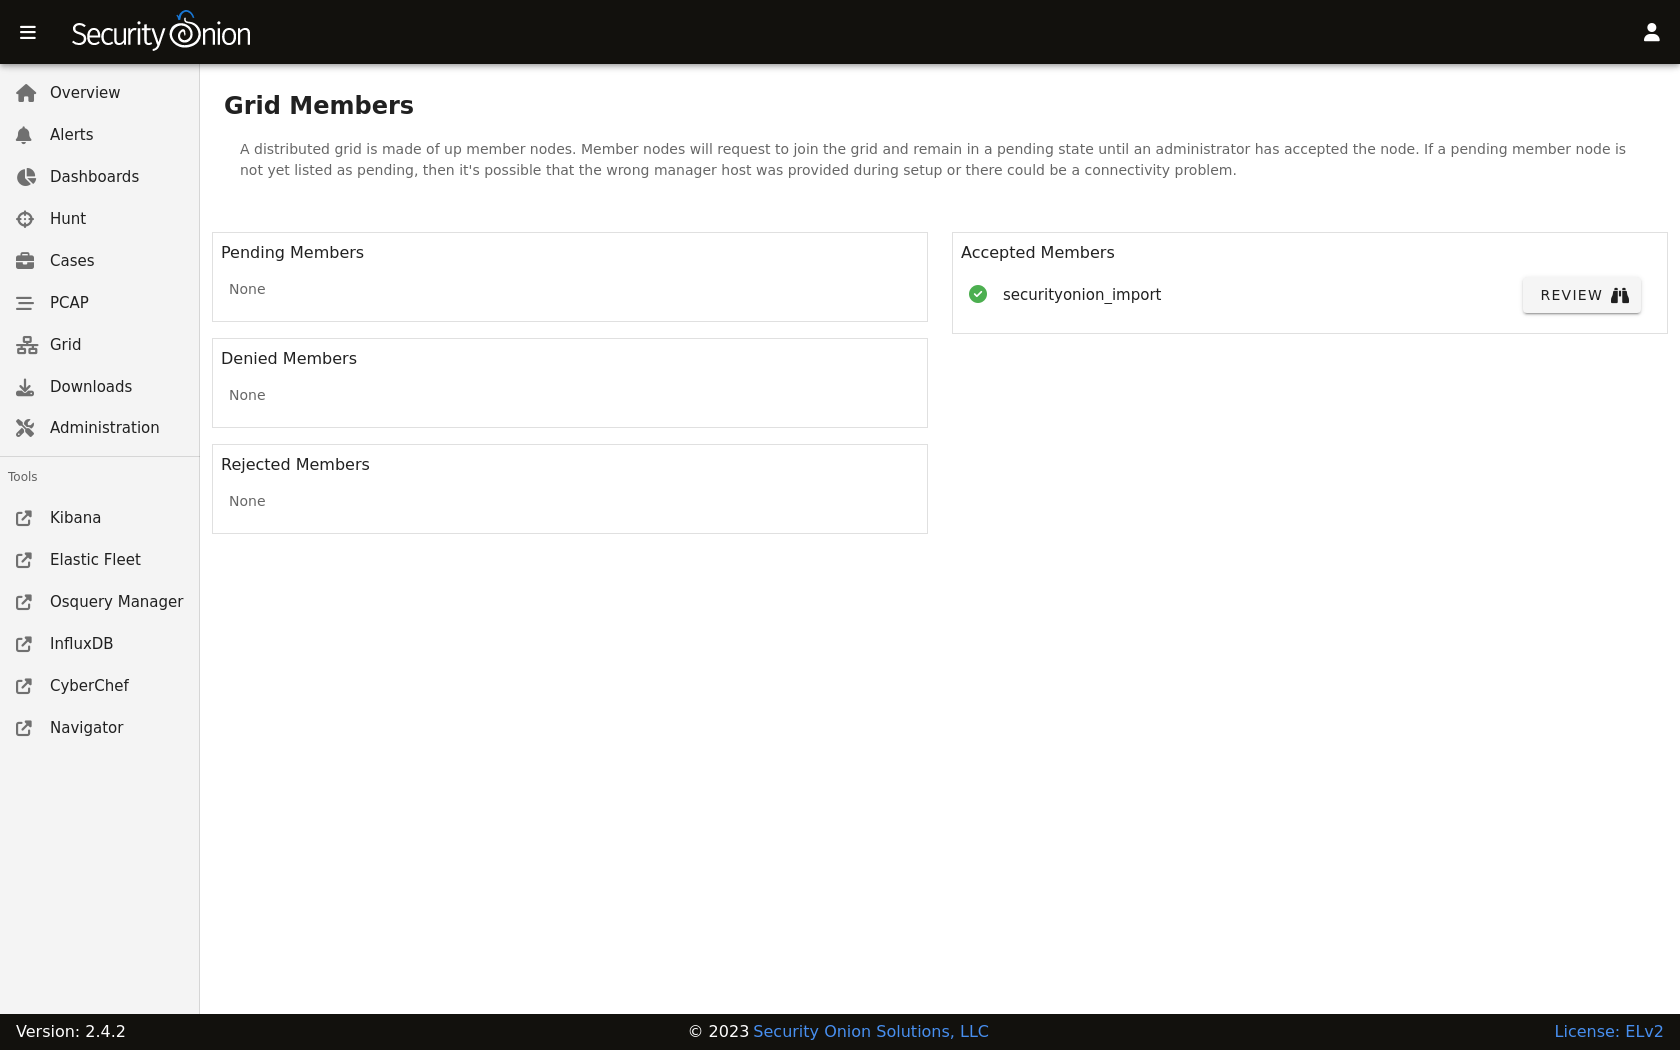 Security Onion
Overview
Alerts
Dashboards
Hunt
Cases
PCAP
Grid
Downloads
Administration
Tools
Kibana
Elastic Fleet
Osquery Manager
InfluxDB
CyberChef
Navigator
Grid Members
A distributed grid is made of up member nodes. Member nodes will request to join the grid and remain in a pending state until an administrator has accepted the node. If a pending member node is
not yet listed as pending, then it's possible that the wrong manager host was provided during setup or there could be a connectivity problem.
Pending Members
None
Denied Members
None
Rejected Members
None
Accepted Members
securityonion_import
REVIEW
Version: 2.4.2
© 2023 Security Onion Solutions, LLC
License: ELv2